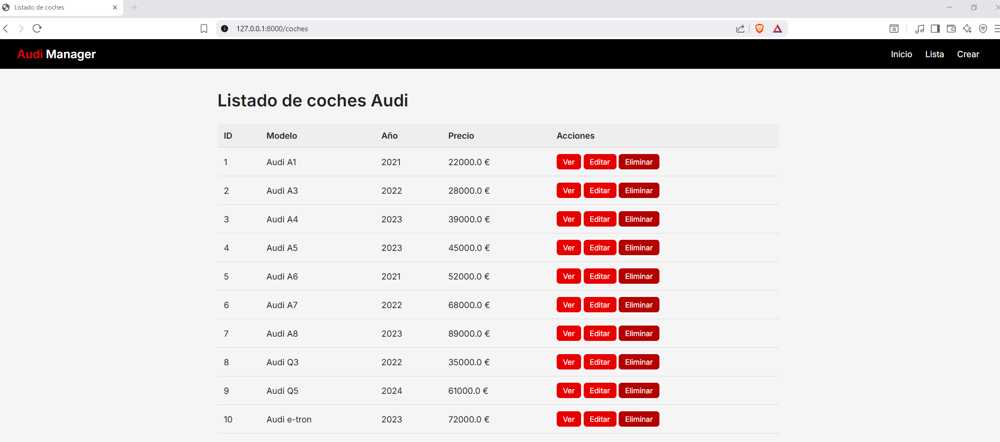 Listado de coches
127.0.0.1:8000/coches
Audi Manager Inicio Lista Crear
Listado de coches Audi
ID Modelo Año Precio Acciones
1 Audi A1 2021 22000.0 € Ver Editar Eliminar
2 Audi A3 2022 28000.0 € Ver Editar Eliminar
3 Audi A4 2023 39000.0 € Ver Editar Eliminar
4 Audi A5 2023 45000.0 € Ver Editar Eliminar
5 Audi A6 2021 52000.0 € Ver Editar Eliminar
6 Audi A7 2022 68000.0 € Ver Editar Eliminar
7 Audi A8 2023 89000.0 € Ver Editar Eliminar
8 Audi Q3 2022 35000.0 € Ver Editar Eliminar
9 Audi Q5 2024 61000.0 € Ver Editar Eliminar
10 Audi e-tron 2023 72000.0 € Ver Editar Eliminar